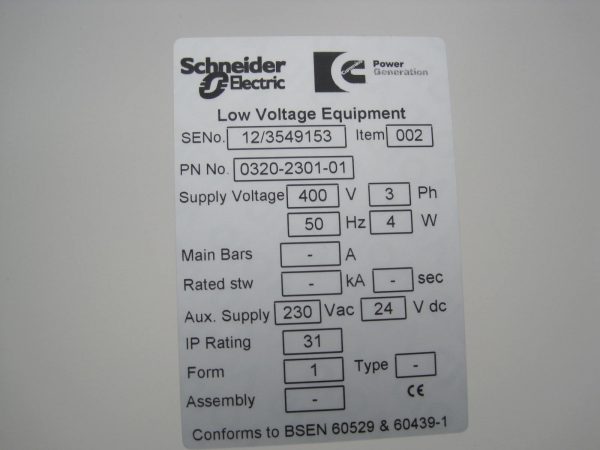 Schneider Electric Power Generation
Low Voltage Equipment
SENo. 12/3549153 Item 002
PN No. 0320-2301-01
Supply Voltage 400 V 3 Ph
50 Hz 4 W
Main Bars - A
Rated stw - kA - sec
Aux. Supply 230 Vac 24 V dc
IP Rating 31
Form 1 Type -
Assembly - CE
Conforms to BSEN 60529 & 60439-1